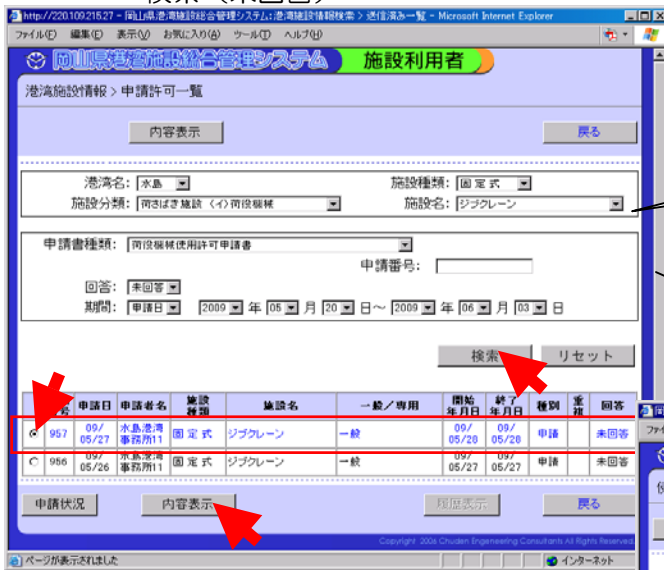 検索（未回答）
http://220.109.215.27 - 岡山県港湾施設総合管理システム:港湾施設情報検索 > 送信済み一覧 - Microsoft Internet Explorer
ファイル(F) 編集(E) 表示(V) お気に入り(A) ツール(T) ヘルプ(H)
岡山県港湾施設総合管理システム 施設利用者
港湾施設情報 > 申請許可一覧
内容表示 戻る
港湾名: 水島 施設種類: 固定式
施設分類: 荷さばき施設（イ）荷役機械 施設名: ジブクレーン
申請書種類: 荷役機械使用許可申請書
申請番号:
回答: 未回答
期間: 申請日 2009 年 05 月 20 日～ 2009 年 06 月 03 日
検索 リセット
号 申請日 申請者名 施設種類 施設名 一般／専用 開始年月日 終了年月日 種別 重複 回答
957 09/05/27 水島港湾事務所11 固定式 ジブクレーン 一般 09/05/28 09/05/28 申請 未回答
956 09/05/26 水島港湾事務所11 固定式 ジブクレーン 一般 09/05/27 09/05/27 申請 未回答
申請状況 内容表示 履歴表示 戻る
Copyright 2006 Chuden Engineering Consultants All Rights Reserved.
ページが表示されました インターネット